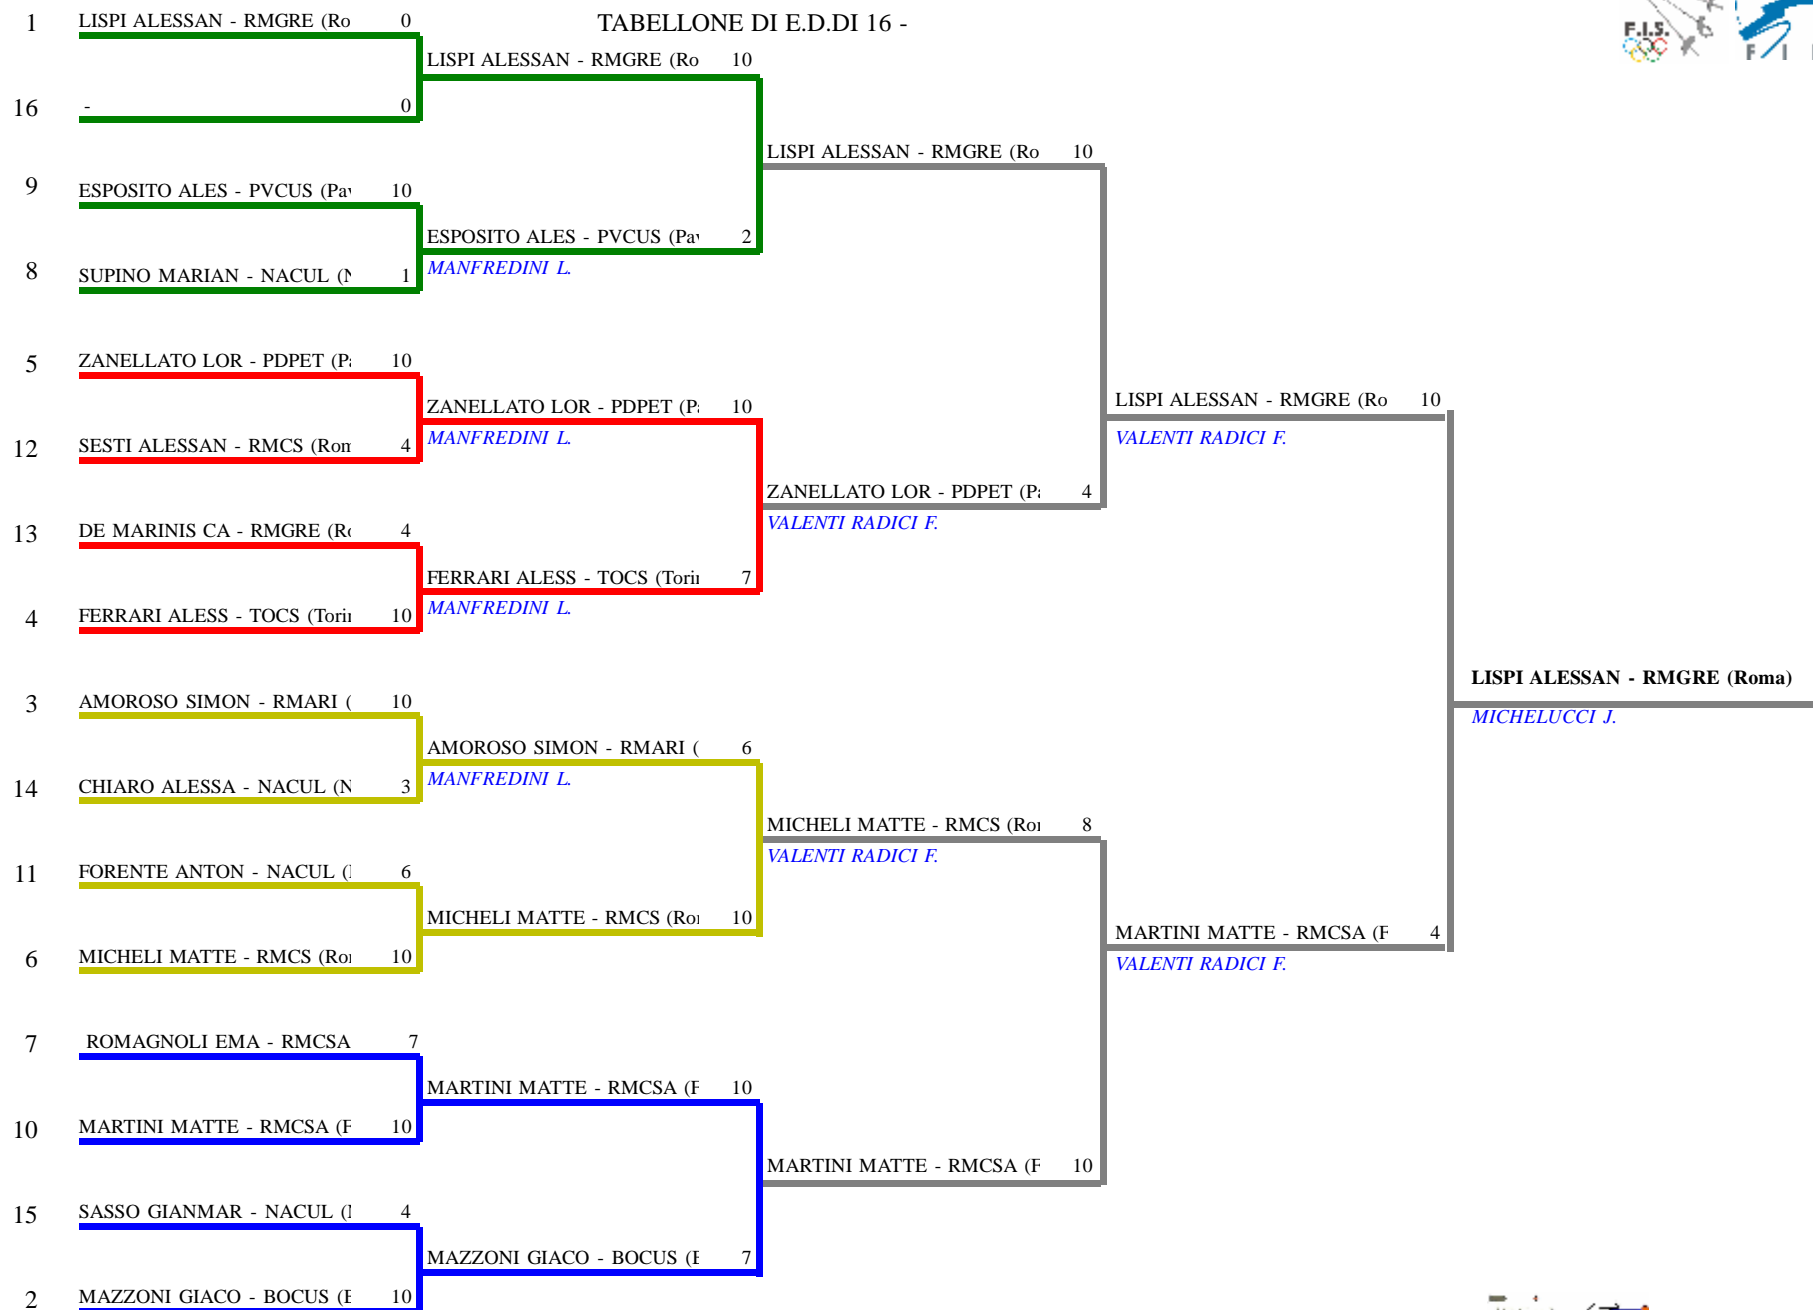 TABELLONE DI E.D.DI 16 -
F.I.S.
F I
1 LISPI ALESSAN - RMGRE (Ro 0
16 - 0
9 ESPOSITO ALES - PVCUS (Pav 10
8 SUPINO MARIAN - NACUL (N 1
5 ZANELLATO LOR - PDPET (Pa 10
12 SESTI ALESSAN - RMCS (Rom 4
13 DE MARINIS CA - RMGRE (Ro 4
4 FERRARI ALESS - TOCS (Torin 10
3 AMOROSO SIMON - RMARI ( 10
14 CHIARO ALESSA - NACUL (N 3
11 FORENTE ANTON - NACUL ( 6
6 MICHELI MATTE - RMCS (Ro 10
7 ROMAGNOLI EMA - RMCSA 7
10 MARTINI MATTE - RMCSA ( 10
15 SASSO GIANMAR - NACUL ( 4
2 MAZZONI GIACO - BOCUS ( 10
LISPI ALESSAN - RMGRE (Ro 10
ESPOSITO ALES - PVCUS (Pav 2
MANFREDINI L.
ZANELLATO LOR - PDPET (Pa 10
MANFREDINI L.
FERRARI ALESS - TOCS (Torin 7
MANFREDINI L.
AMOROSO SIMON - RMARI ( 6
MANFREDINI L.
MICHELI MATTE - RMCS (Ro 10
MARTINI MATTE - RMCSA ( 10
MAZZONI GIACO - BOCUS ( 7
LISPI ALESSAN - RMGRE (Ro 10
ZANELLATO LOR - PDPET (Pa 4
VALENTI RADICI F.
MICHELI MATTE - RMCS (Ro 8
VALENTI RADICI F.
MARTINI MATTE - RMCSA ( 10
LISPI ALESSAN - RMGRE (Ro 10
VALENTI RADICI F.
MARTINI MATTE - RMCSA ( 4
VALENTI RADICI F.
LISPI ALESSAN - RMGRE (Roma)
MICHELUCCI J.